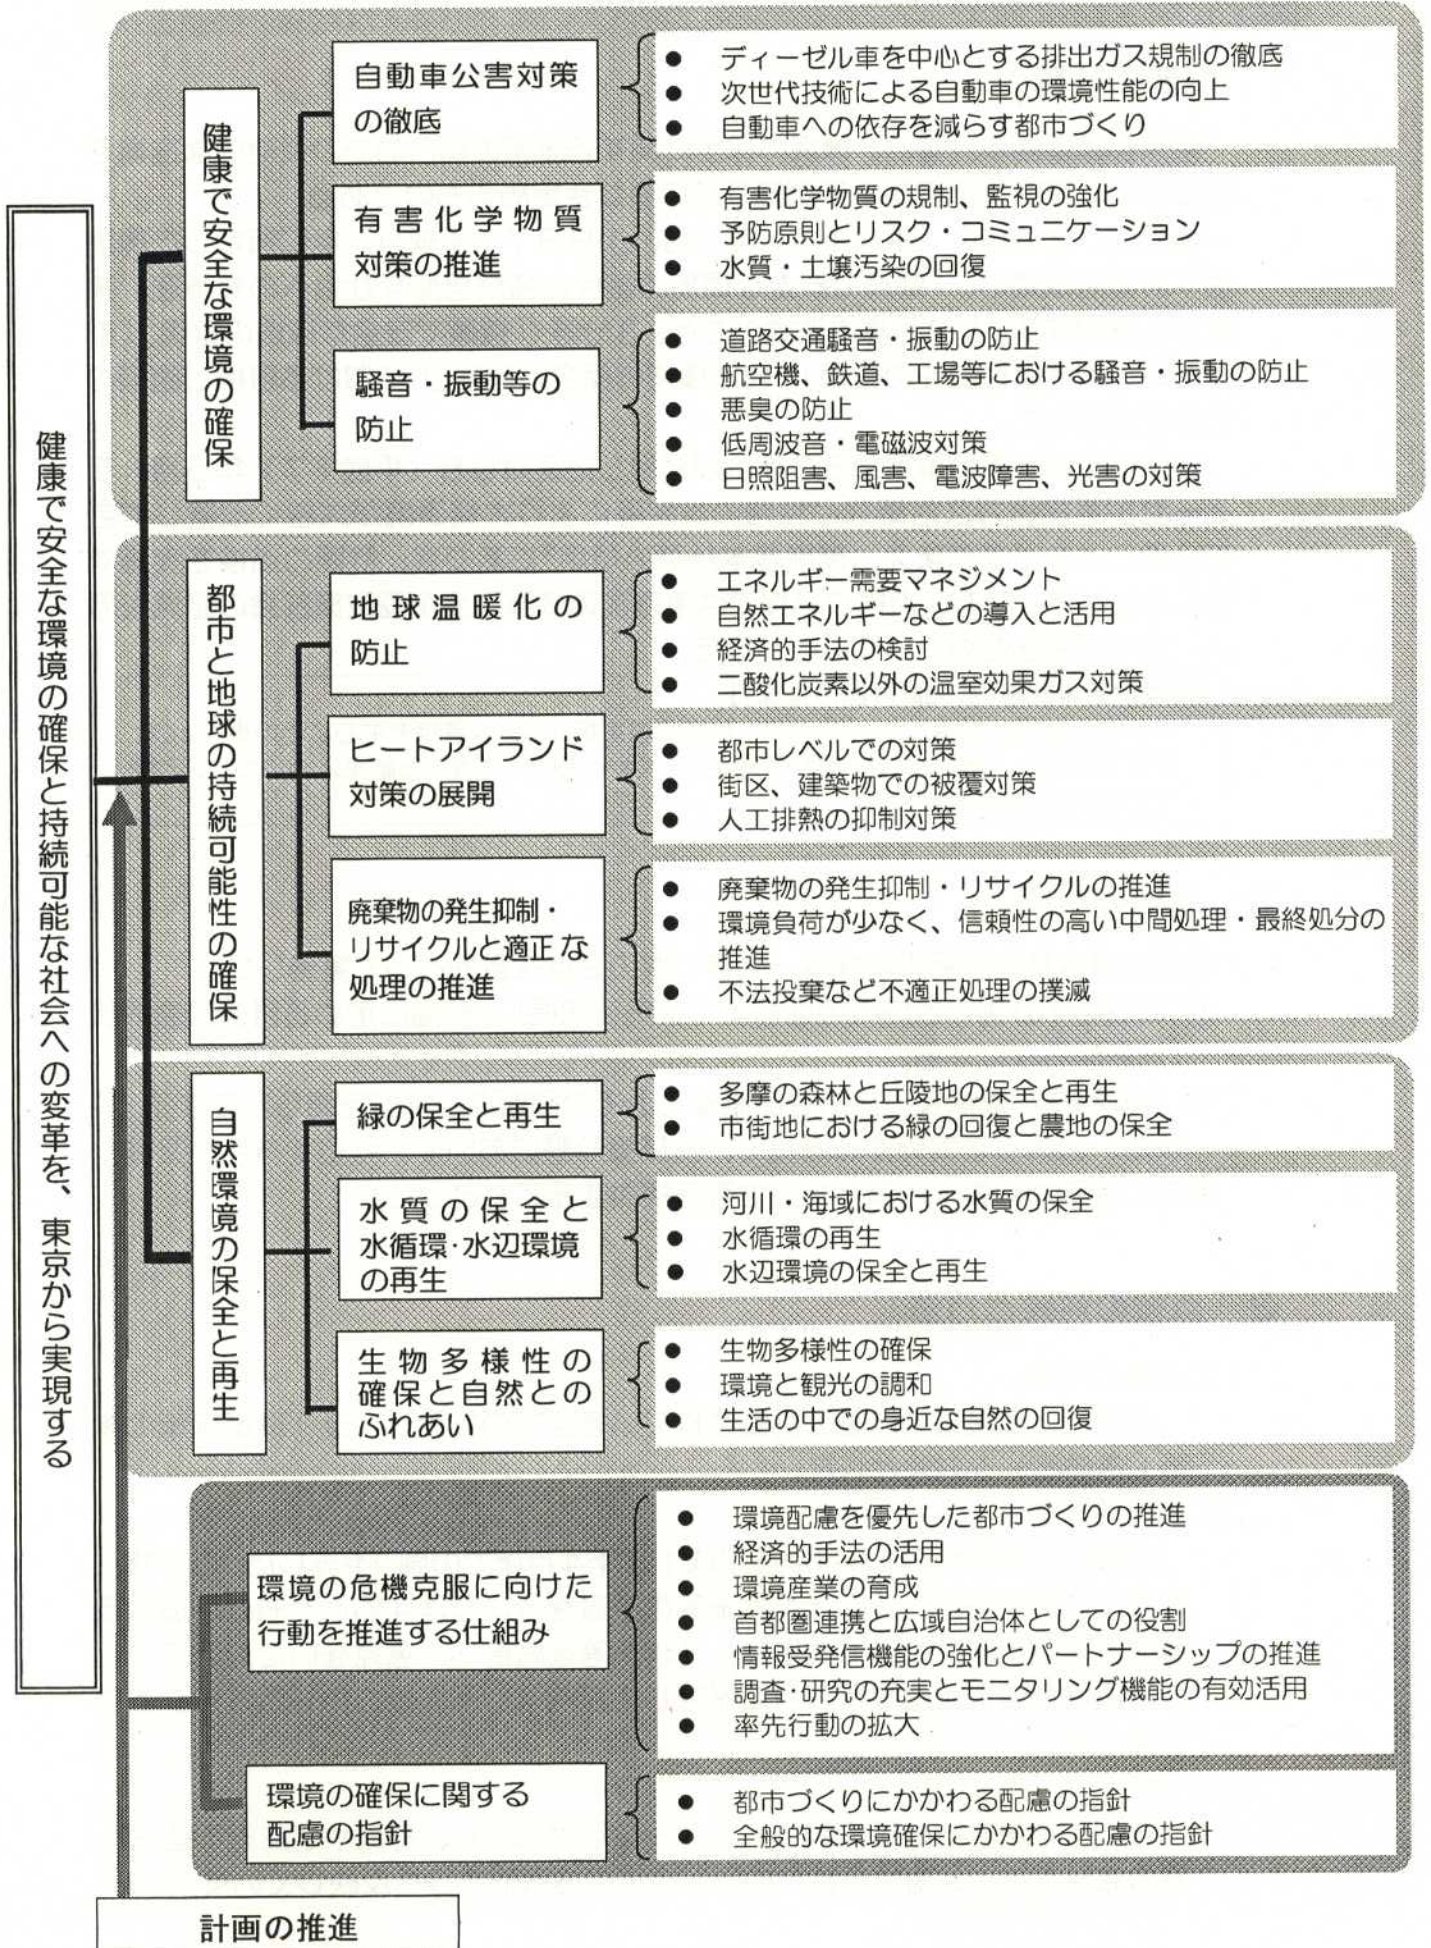 健康で安全な環境の確保と持続可能な社会への変革を、東京から実現する
健康で安全な環境の確保
自動車公害対策
の徹底
● ディーゼル車を中心とする排出ガス規制の徹底
● 次世代技術による自動車の環境性能の向上
● 自動車への依存を減らす都市づくり
有害化学物質
対策の推進
● 有害化学物質の規制、監視の強化
● 予防原則とリスク・コミュニケーション
● 水質・土壌汚染の回復
騒音・振動等の
防止
● 道路交通騒音・振動の防止
● 航空機、鉄道、工場等における騒音・振動の防止
● 悪臭の防止
● 低周波音・電磁波対策
● 日照阻害、風害、電波障害、光害の対策
都市と地球の持続可能性の確保
地球温暖化の
防止
● エネルギー需要マネジメント
● 自然エネルギーなどの導入と活用
● 経済的手法の検討
● 二酸化炭素以外の温室効果ガス対策
ヒートアイランド
対策の展開
● 都市レベルでの対策
● 街区、建築物での被覆対策
● 人工排熱の抑制対策
廃棄物の発生抑制・
リサイクルと適正な
処理の推進
● 廃棄物の発生抑制・リサイクルの推進
● 環境負荷が少なく、信頼性の高い中間処理・最終処分の
推進
● 不法投棄など不適正処理の撲滅
自然環境の保全と再生
緑の保全と再生
● 多摩の森林と丘陵地の保全と再生
● 市街地における緑の回復と農地の保全
水質の保全と
水循環・水辺環境
の再生
● 河川・海域における水質の保全
● 水循環の再生
● 水辺環境の保全と再生
生物多様性の
確保と自然との
ふれあい
● 生物多様性の確保
● 環境と観光の調和
● 生活の中での身近な自然の回復
環境の危機克服に向けた
行動を推進する仕組み
● 環境配慮を優先した都市づくりの推進
● 経済的手法の活用
● 環境産業の育成
● 首都圏連携と広域自治体としての役割
● 情報受発信機能の強化とパートナーシップの推進
● 調査・研究の充実とモニタリング機能の有効活用
● 率先行動の拡大
環境の確保に関する
配慮の指針
● 都市づくりにかかわる配慮の指針
● 全般的な環境確保にかかわる配慮の指針
計画の推進